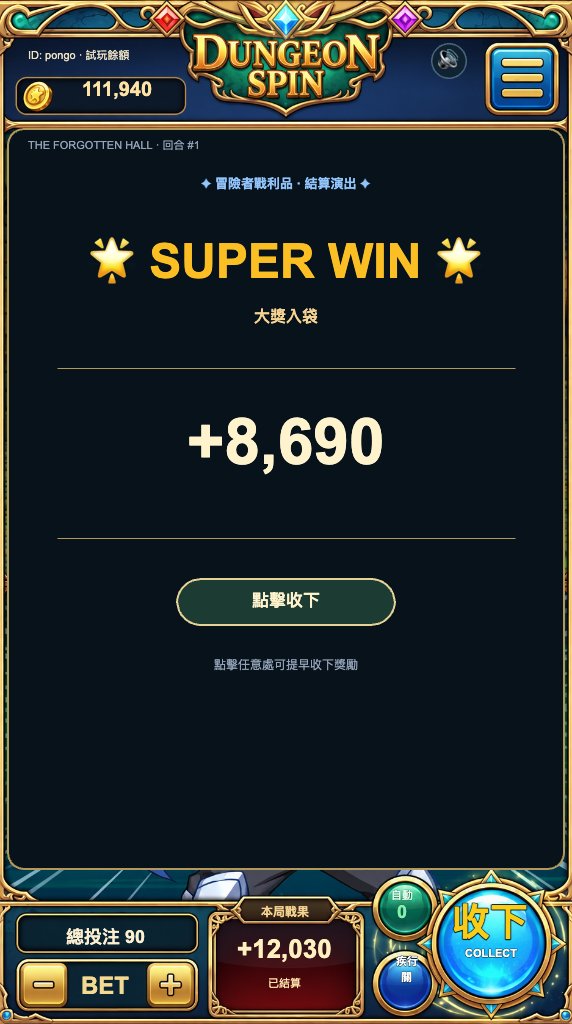 ID: pongo · 試玩餘額
111,940
DUNGEON
SPIN
THE FORGOTTEN HALL · 回合 #1
✦ 冒險者戰利品 · 結算演出 ✦
🌟 SUPER WIN 🌟
大獎入袋
+8,690
點擊收下
點擊任意處可提早收下獎勵
總投注 90
− BET +
本局戰果
+12,030
已結算
自動
0
疾行
關
收下
COLLECT